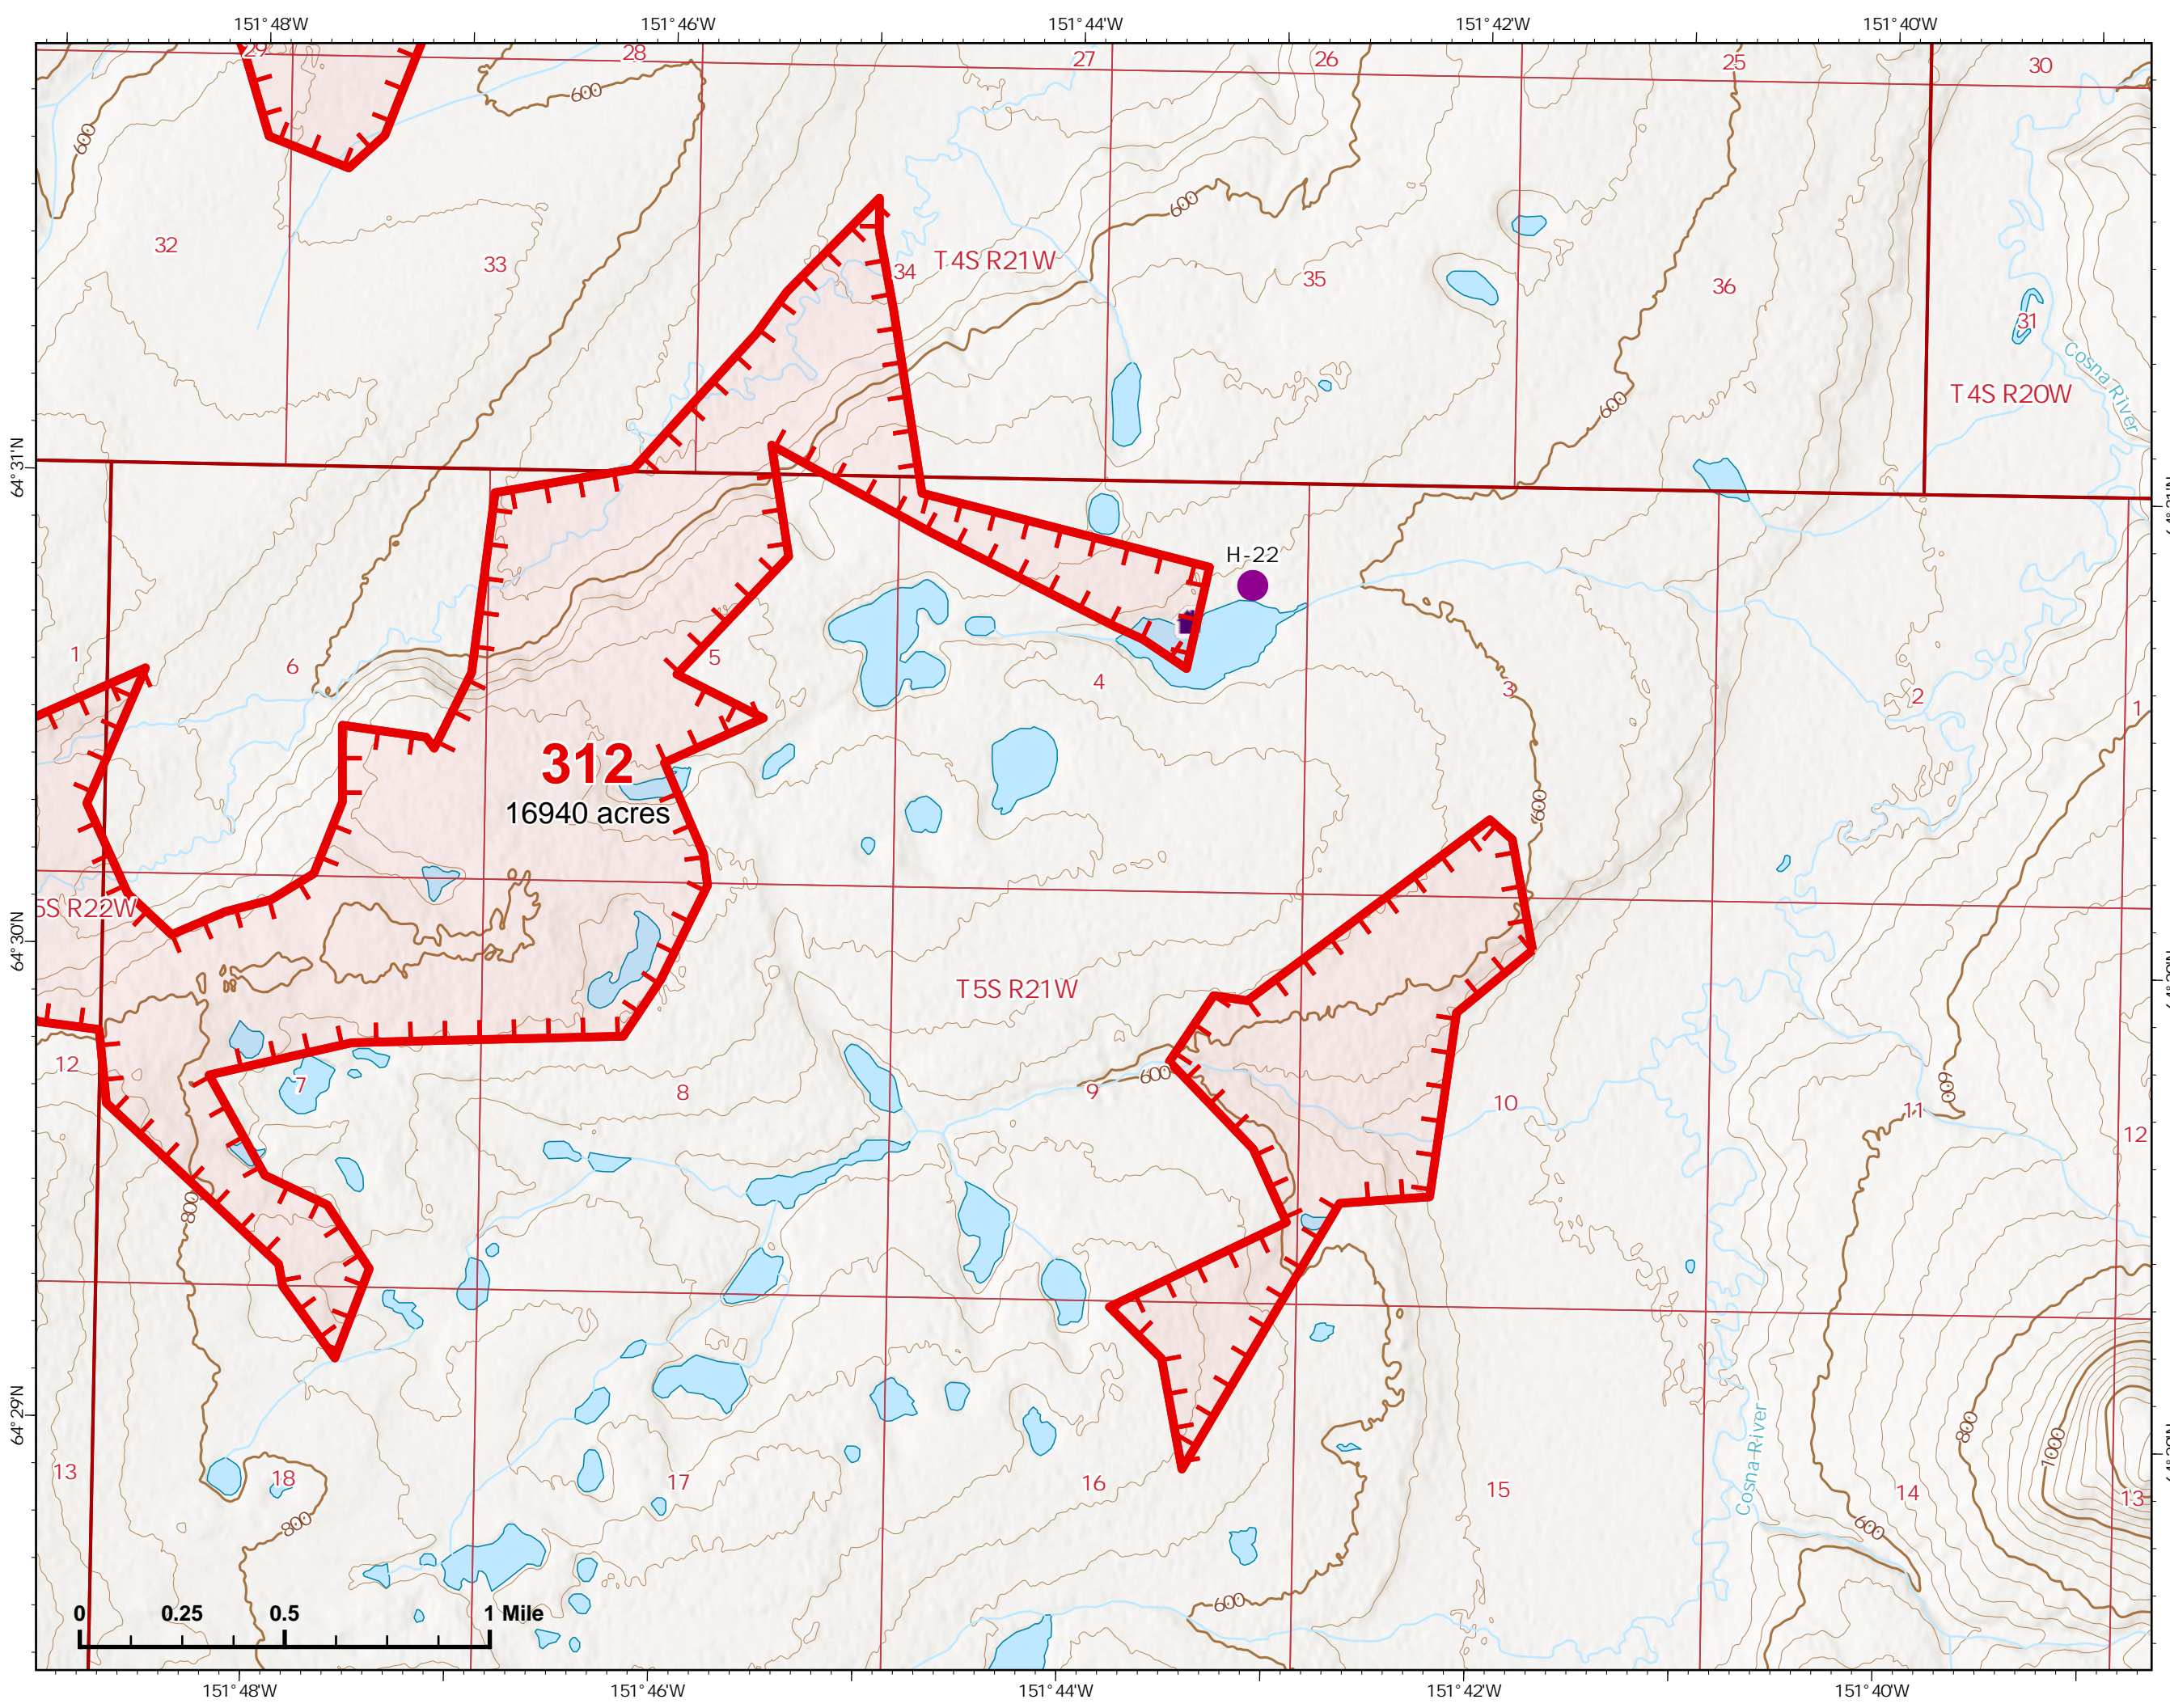 151°48'W 151°46'W 151°44'W 151°42'W 151°40'W
29 28 27 26 25 30
600
600
600
32 33 34 T4S R21W 35 36
31
Cosna River
T4S R20W
600
64°31'N
H-22
1 6 5 4 3 2 1
312
16940 acres
600
5S R22W
64°30'N
T5S R21W
12 7 8 9 10 11 12
600
600
800
64°29'N
800
1000
Cosna River
13 18 17 16 15 14 13
800
600
600
0 0.25 0.5 1 Mile
151°48'W 151°46'W 151°44'W 151°42'W 151°40'W